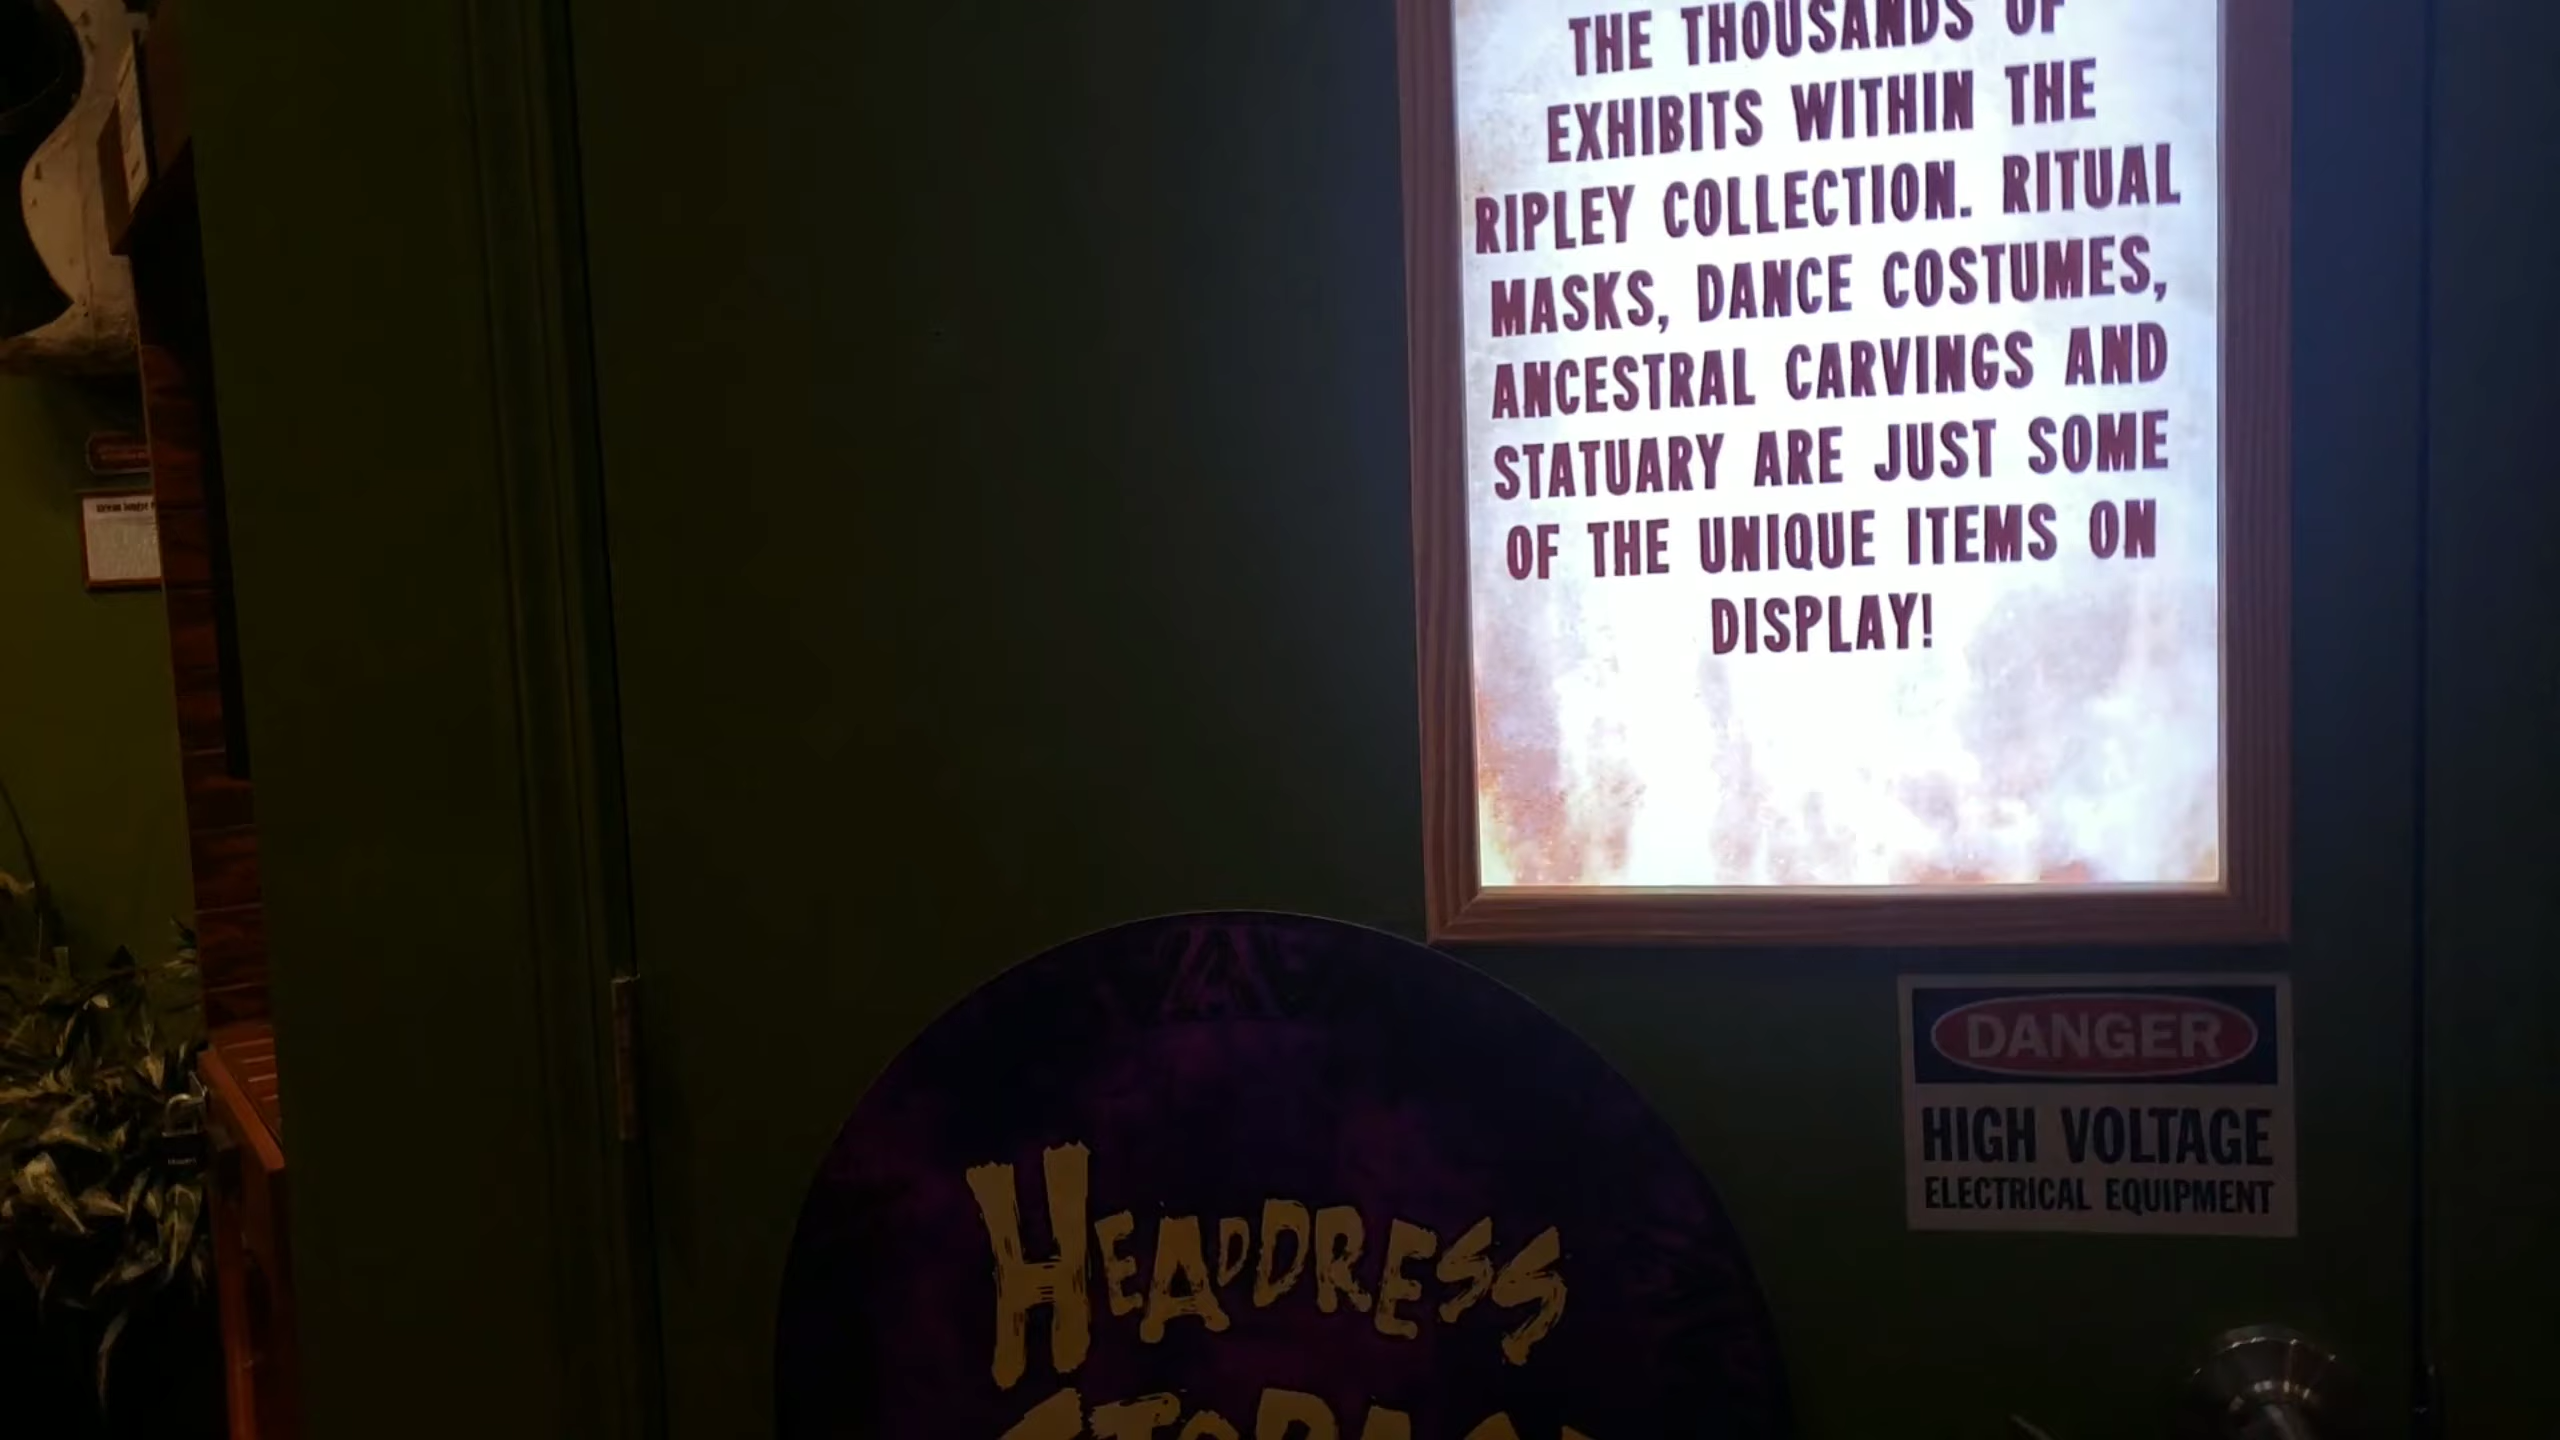 THE THOUSANDS OF
EXHIBITS WITHIN THE
RIPLEY COLLECTION. RITUAL
MASKS, DANCE COSTUMES,
ANCESTRAL CARVINGS AND
STATUARY ARE JUST SOME
OF THE UNIQUE ITEMS ON
DISPLAY!
DANGER
HIGH VOLTAGE
ELECTRICAL EQUIPMENT
HEADDRESS